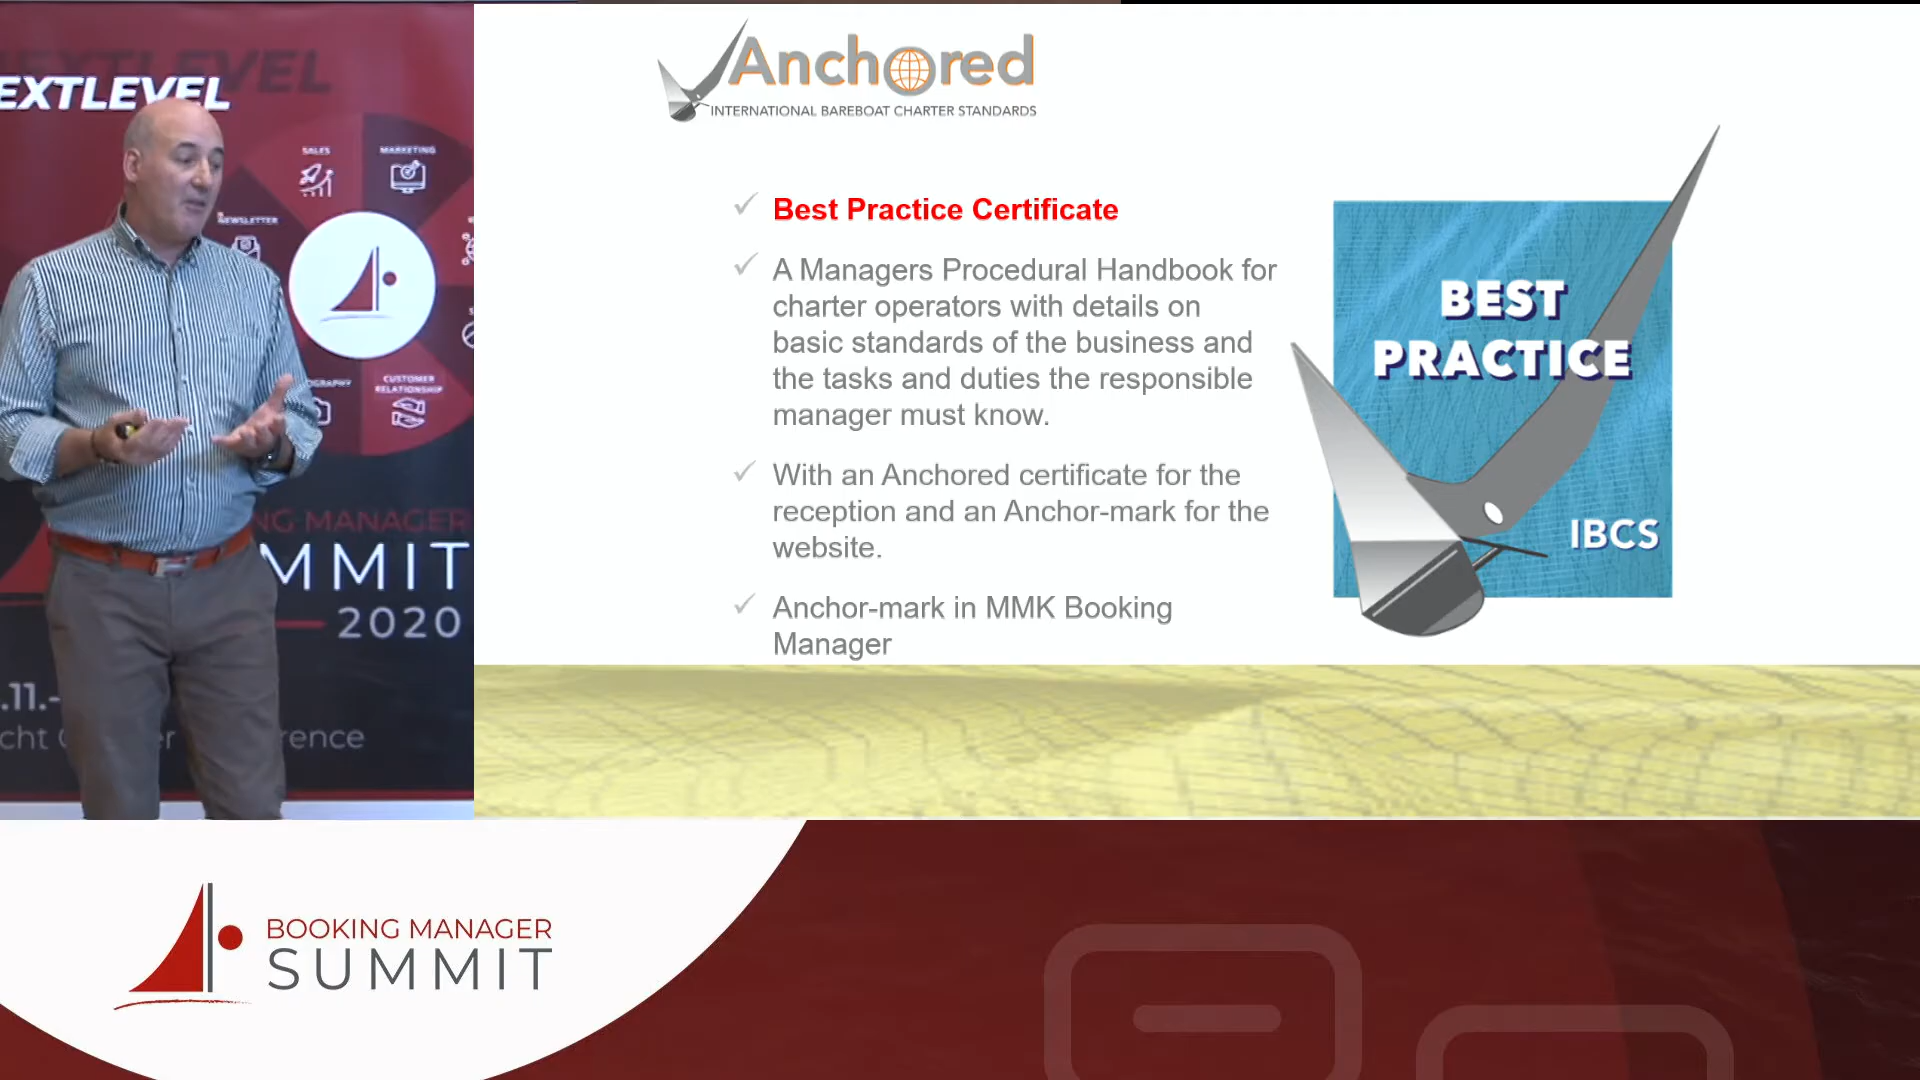 EXTLEVEL
SALES
MARKETING
NEWSLETTER
CUSTOMER
RELATIONSHIP
NG MANAGER
MMIT
2020
.11.-
Anchored
INTERNATIONAL BAREBOAT CHARTER STANDARDS
Best Practice Certificate
A Managers Procedural Handbook for
charter operators with details on
basic standards of the business and
the tasks and duties the responsible
manager must know.
With an Anchored certificate for the
reception and an Anchor-mark for the
website.
Anchor-mark in MMK Booking
Manager
BEST
PRACTICE
IBCS
BOOKING MANAGER
SUMMIT